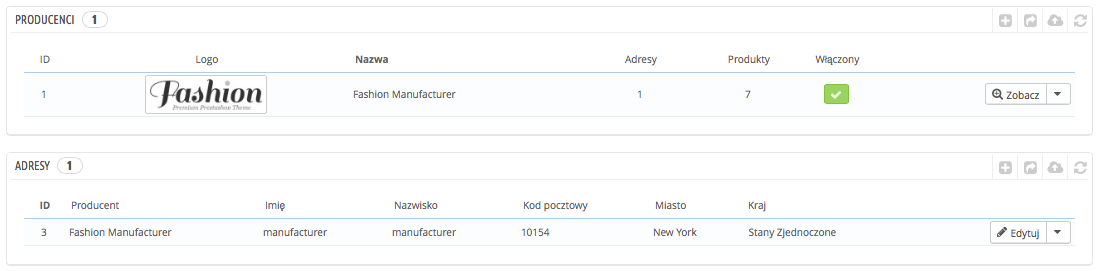 PRODUCENCI 1
ID Logo Nazwa Adresy Produkty Włączony
1 Fashion Premium Prestashop Theme Fashion Manufacturer 1 7 Zobacz
ADRESY 1
ID Producent Imię Nazwisko Kod pocztowy Miasto Kraj
3 Fashion Manufacturer manufacturer manufacturer 10154 New York Stany Zjednoczone Edytuj